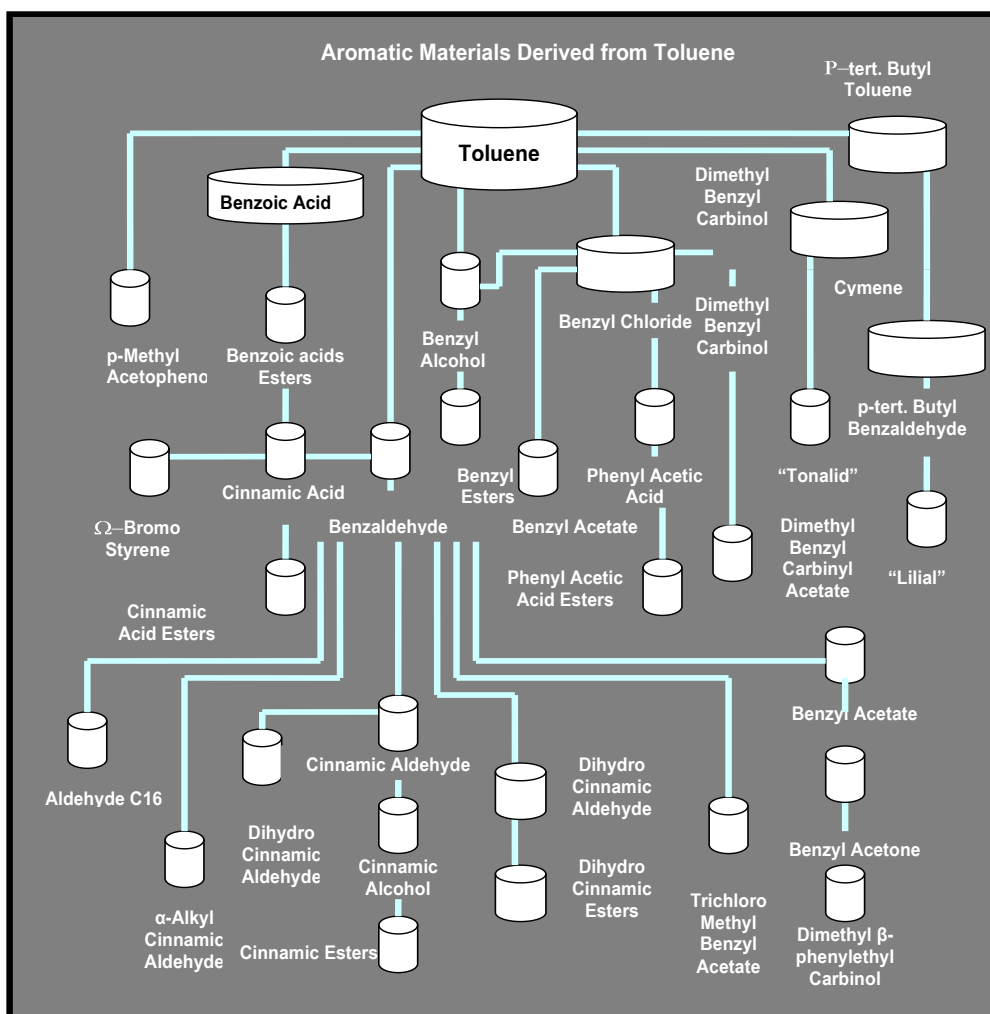 Aromatic Materials Derived from Toluene
P–tert. Butyl
Toluene
Toluene
Dimethyl
Benzyl
Carbinol
Benzoic Acid
Cymene
Benzyl Chloride
Dimethyl
Benzyl
Carbinol
Benzyl
Alcohol
p-Methyl
Acetopheno
Benzoic acids
Esters
p-tert. Butyl
Benzaldehyde
Benzyl
Esters
Phenyl Acetic
Acid
"Tonalid"
Cinnamic Acid
Ω–Bromo
Styrene
Benzaldehyde
Benzyl Acetate
Dimethyl
Benzyl
Carbinyl
Acetate
"Lilial"
Phenyl Acetic
Acid Esters
Cinnamic
Acid Esters
Benzyl Acetate
Cinnamic Aldehyde
Dihydro
Cinnamic
Aldehyde
Aldehyde C16
Dihydro
Cinnamic
Aldehyde
Cinnamic
Alcohol
Dihydro
Cinnamic
Esters
Benzyl Acetone
α-Alkyl
Cinnamic
Aldehyde
Cinnamic Esters
Trichloro
Methyl
Benzyl
Acetate
Dimethyl β-
phenylethyl
Carbinol